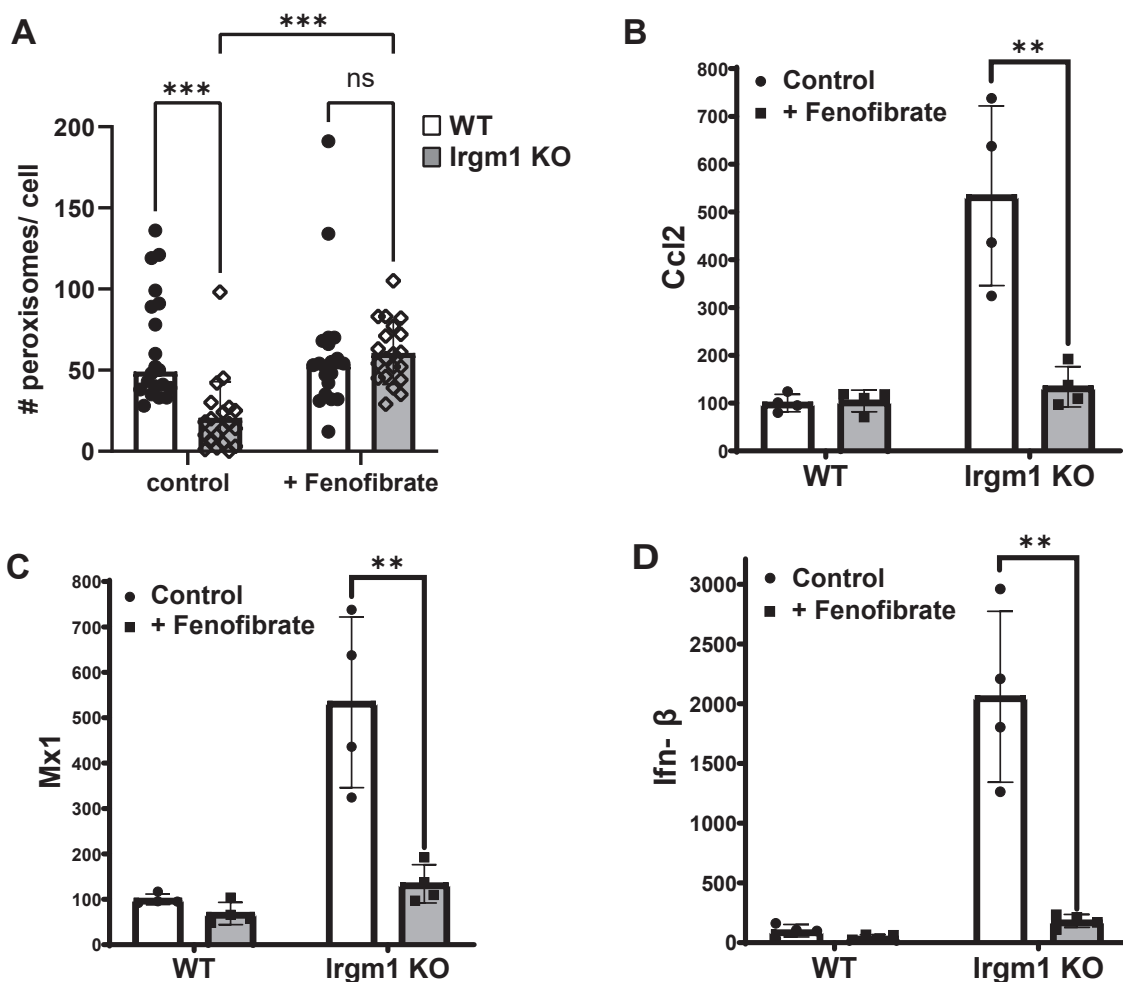 A
***
***
ns
WT
Irgm1 KO
# peroxisomes/ cell
200
150
100
50
0
control
+ Fenofibrate
B
**
Control
+ Fenofibrate
Ccl2
800
700
600
500
400
300
200
100
0
WT
Irgm1 KO
C
**
Control
+ Fenofibrate
Mx1
800
700
600
500
400
300
200
100
0
WT
Irgm1 KO
D
**
Control
+ Fenofibrate
Ifn- β
3000
2500
2000
1500
1000
500
0
WT
Irgm1 KO